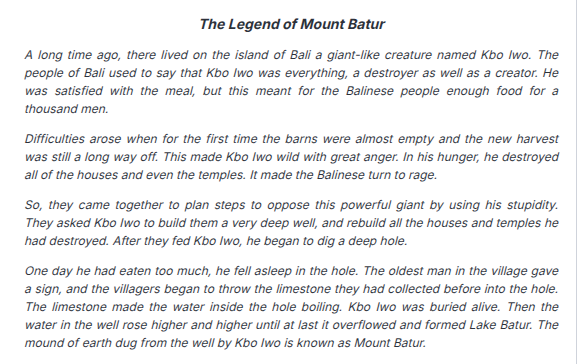 The Legend of Mount Batur
A long time ago, there lived on the island of Bali a giant-like creature named Kbo Iwo. The
people of Bali used to say that Kbo Iwo was everything, a destroyer as well as a creator. He
was satisfied with the meal, but this meant for the Balinese people enough food for a
thousand men.
Difficulties arose when for the first time the barns were almost empty and the new harvest
was still a long way off. This made Kbo Iwo wild with great anger. In his hunger, he destroyed
all of the houses and even the temples. It made the Balinese turn to rage.
So, they came together to plan steps to oppose this powerful giant by using his stupidity.
They asked Kbo Iwo to build them a very deep well, and rebuild all the houses and temples he
had destroyed. After they fed Kbo Iwo, he began to dig a deep hole.
One day he had eaten too much, he fell asleep in the hole. The oldest man in the village gave
a sign, and the villagers began to throw the limestone they had collected before into the hole.
The limestone made the water inside the hole boiling. Kbo Iwo was buried alive. Then the
water in the well rose higher and higher until at last it overflowed and formed Lake Batur. The
mound of earth dug from the well by Kbo Iwo is known as Mount Batur.